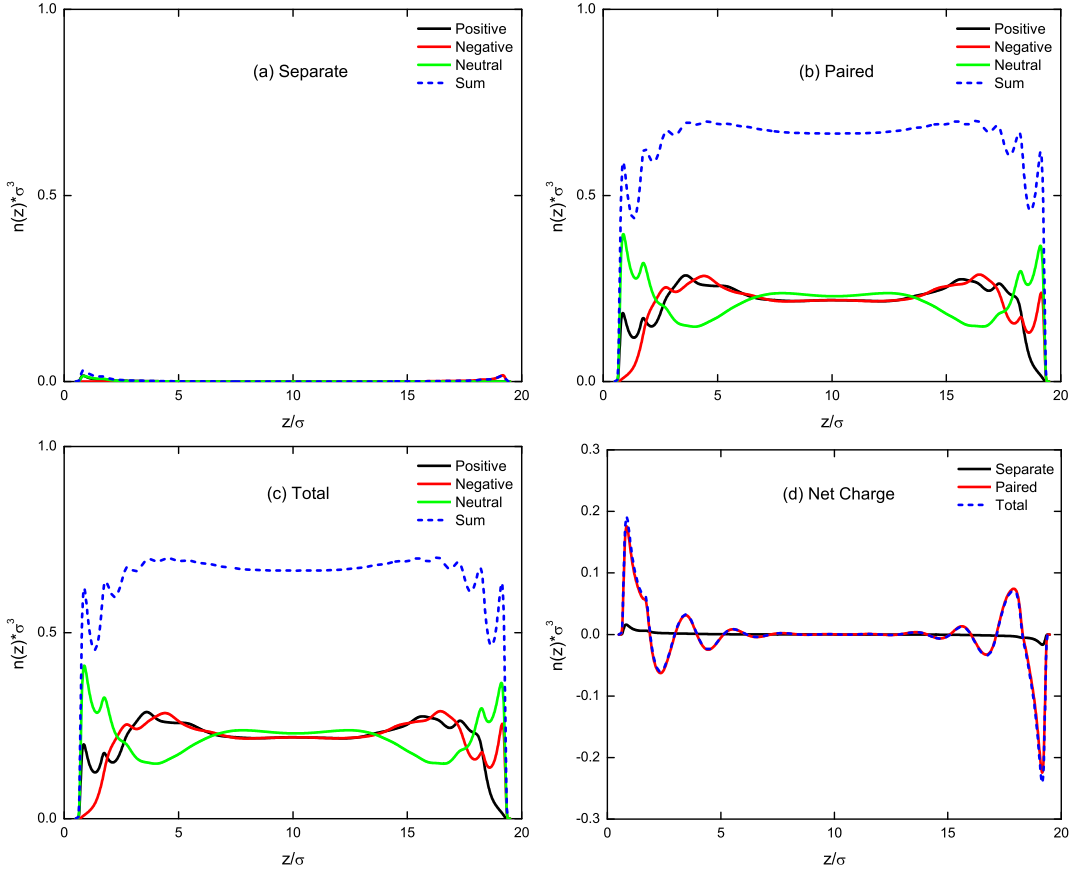 1.0
Positive
Negative
Neutral
Sum
(a) Separate
0.5
n(z)*σ³
0.0
0 5 10 15 20
z/σ
1.0
Positive
Negative
Neutral
Sum
(b) Paired
0.5
n(z)*σ³
0.0
0 5 10 15 20
z/σ
1.0
Positive
Negative
Neutral
Sum
(c) Total
0.5
n(z)*σ³
0.0
0 5 10 15 20
z/σ
0.3
Separate
Paired
Total
(d) Net Charge
0.2
0.1
n(z)*σ³
0.0
-0.1
-0.2
-0.3
0 5 10 15 20
z/σ